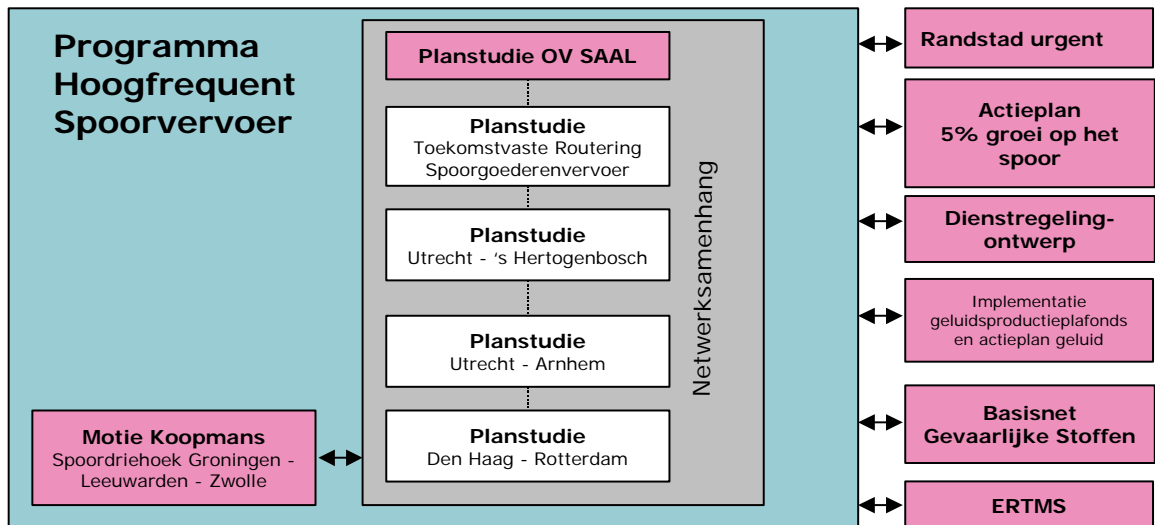 Programma
Hoogfrequent
Spoorvervoer
Planstudie OV SAAL
Planstudie
Toekomstvaste Routering
Spoorgoederenvervoer
Planstudie
Utrecht - ‘s Hertogenbosch
Planstudie
Utrecht - Arnhem
Planstudie
Den Haag - Rotterdam
Netwerksamenhang
Motie Koopmans
Spoordriehoek Groningen -
Leeuwarden - Zwolle
Randstad urgent
Actieplan
5% groei op het
spoor
Dienstregeling-
ontwerp
Implementatie
geluidsproductieplafonds
en actieplan geluid
Basisnet
Gevaarlijke Stoffen
ERTMS